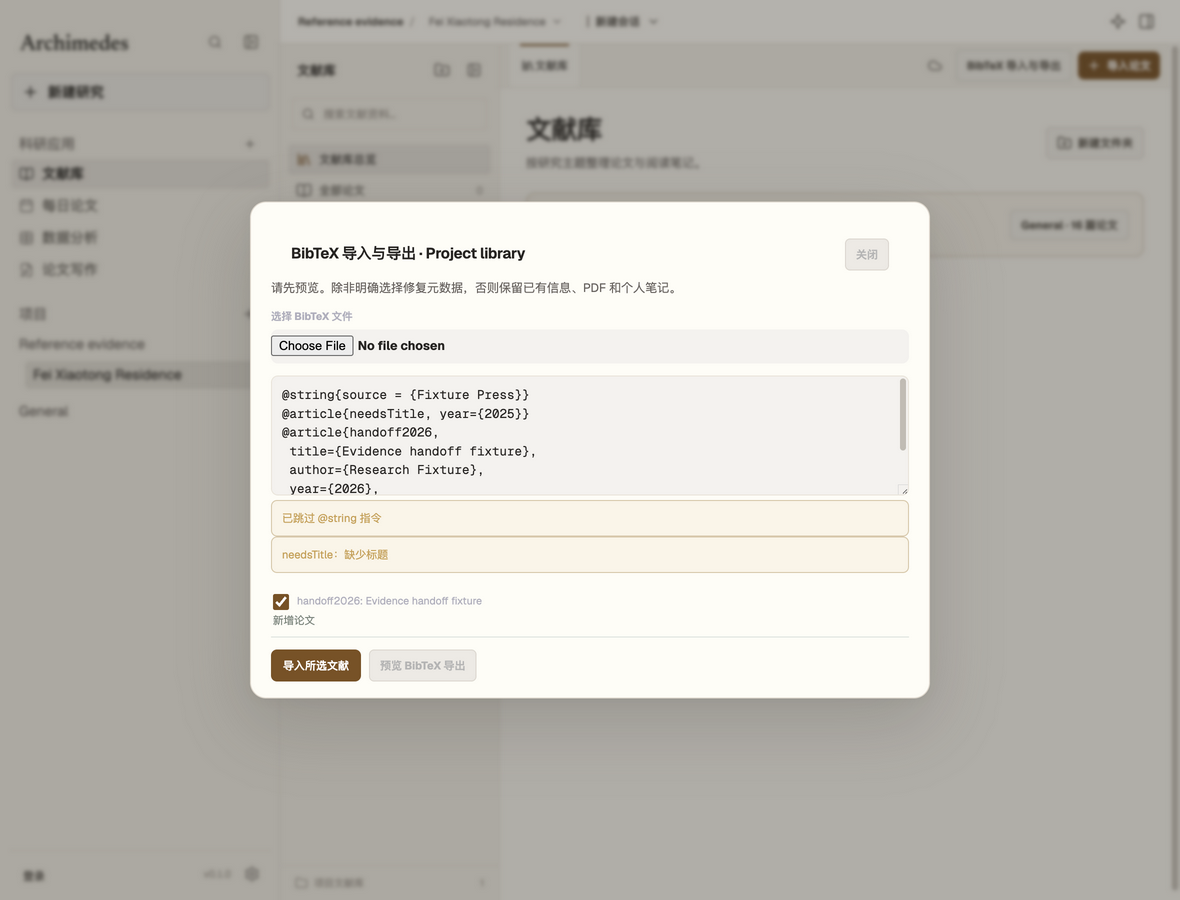 Archimedes
新建研究
科研应用
文献库
每日论文
数据分析
论文写作
项目
Reference evidence
Fei Xiaotong Residence
General
登录
v0.1.0
Reference evidence / Fei Xiaotong Residence
新建会话
文献库
搜索文献资料...
文献库总览
全部论文
项目文献库
文献库
BibTeX 导入与导出
导入论文
文献库
按研究主题整理论文与阅读笔记。
新建文件夹
General · 16 篇论文
BibTeX 导入与导出 · Project library
关闭
请先预览。除非明确选择修复元数据，否则保留已有信息、PDF 和个人笔记。
选择 BibTeX 文件
Choose File No file chosen
@string{source = {Fixture Press}}
@article{needsTitle, year={2025}}
@article{handoff2026,
title={Evidence handoff fixture},
author={Research Fixture},
year={2026},
已跳过 @string 指令
needsTitle：缺少标题
handoff2026: Evidence handoff fixture
新增论文
导入所选文献
预览 BibTeX 导出